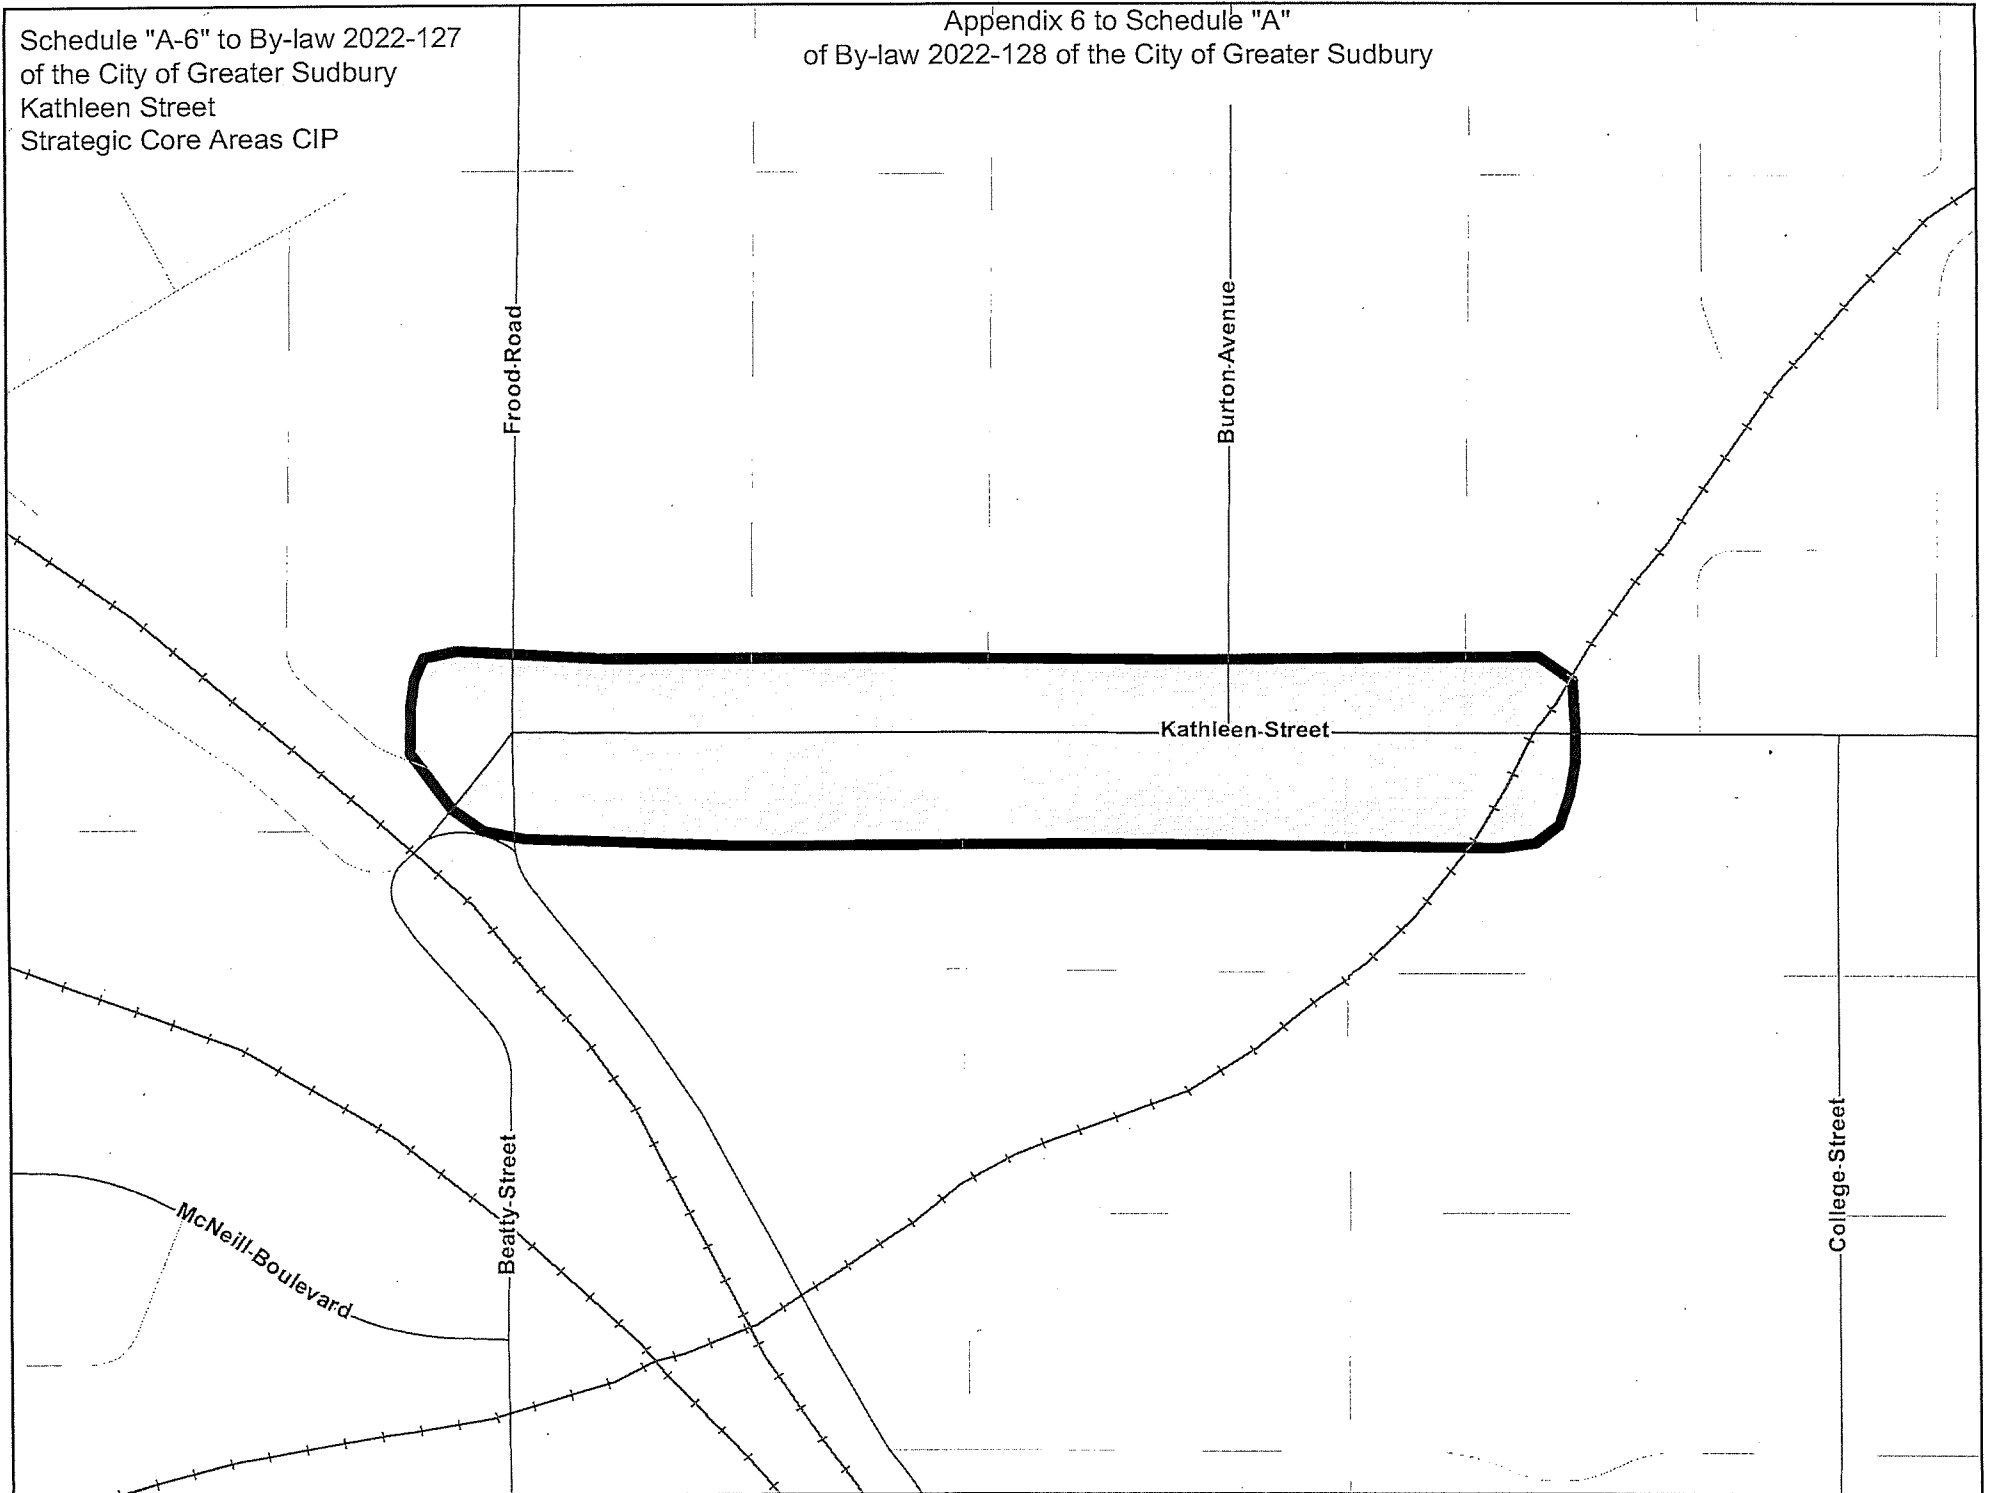 Schedule "A-6" to By-law 2022-127
of the City of Greater Sudbury
Kathleen Street
Strategic Core Areas CIP
Appendix 6 to Schedule "A"
of By-law 2022-128 of the City of Greater Sudbury
Frood-Road
Burton-Avenue
Kathleen-Street
Beatty-Street
McNeill-Boulevard
College-Street